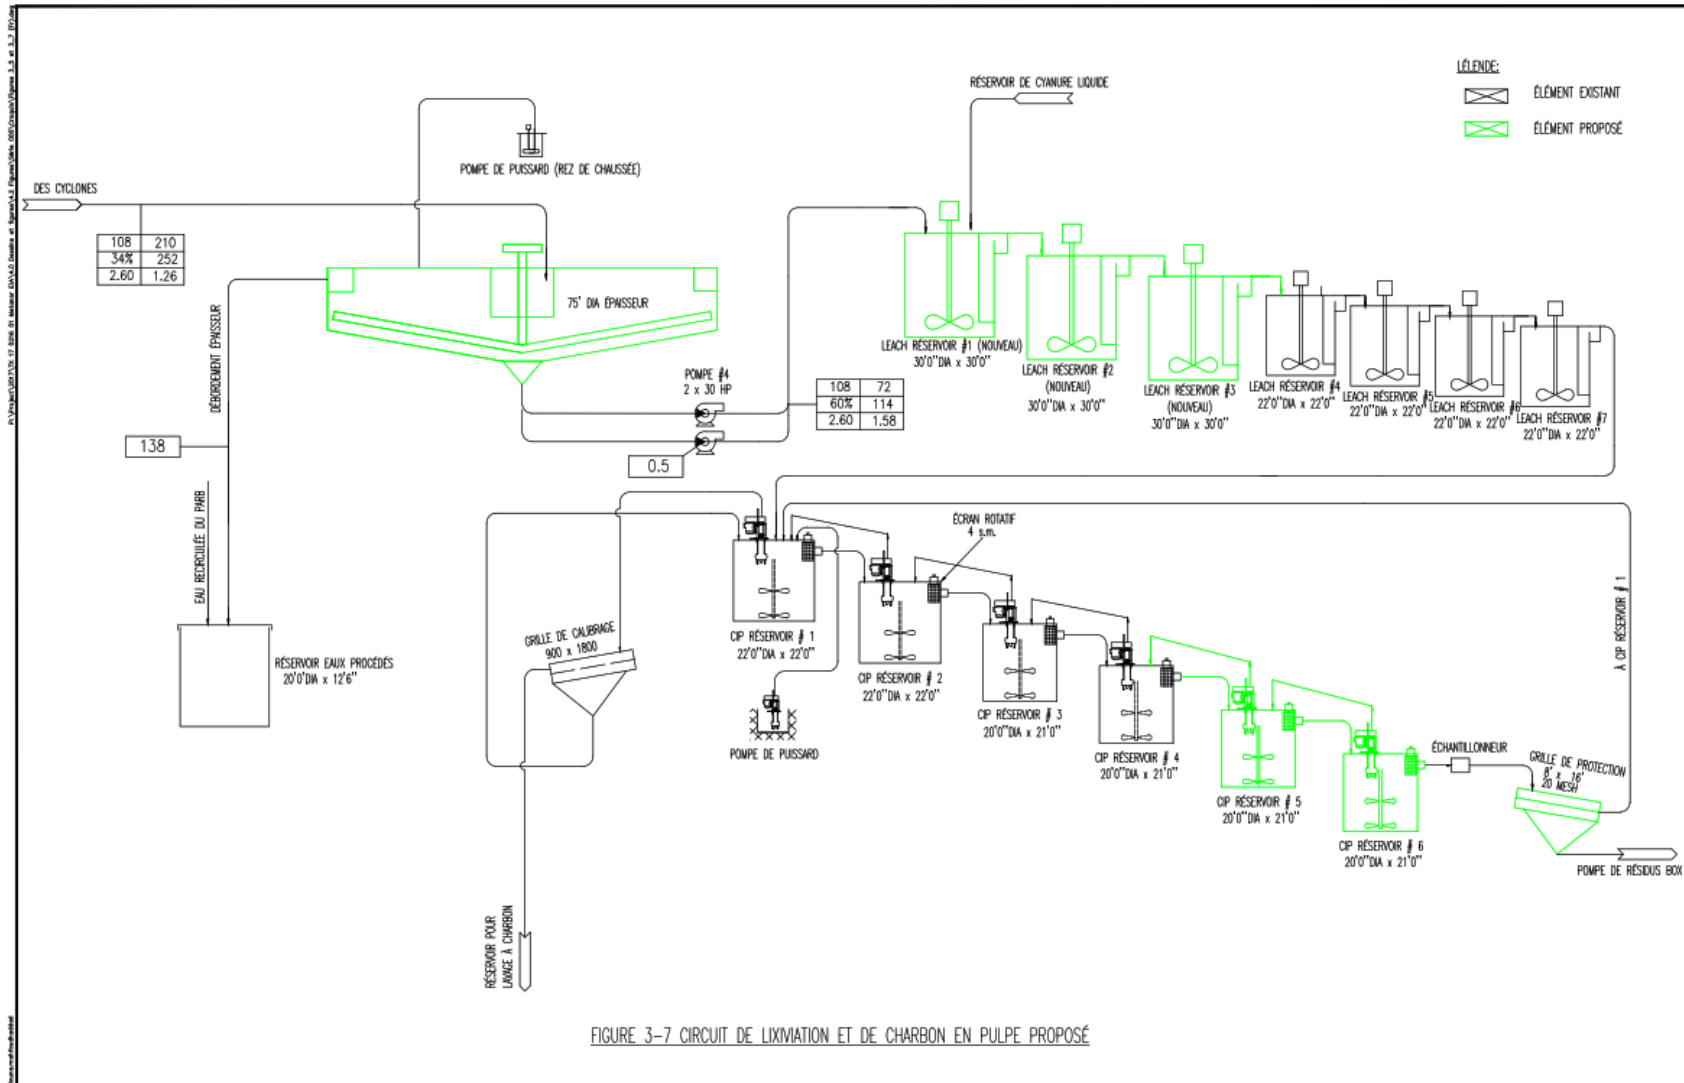 LÉLENDE:
ÉLÉMENT EXISTANT
ÉLÉMENT PROPOSÉ
RÉSERVOIR DE CYANURE LIQUIDE
POMPE DE PUISSARD (REZ DE CHAUSSÉE)
DES CYCLONES
108 210
34% 252
2.60 1.26
75' DIA ÉPAISSEUR
DÉBORDEMENT ÉPAISSEUR
138
EAU RECIRCULÉE DU PARB
RÉSERVOIR EAUX PROCÉDÉS
20'0'DIA x 12'6"
POMPE #4
2 x 30 HP
0.5
108 72
60% 114
2.60 1.58
LEACH RÉSERVOIR #1 (NOUVEAU)
30'0"DIA x 30'0"
LEACH RÉSERVOIR #2
(NOUVEAU)
30'0"DIA x 30'0"
LEACH RÉSERVOIR #3
(NOUVEAU)
30'0"DIA x 30'0"
LEACH RÉSERVOIR #4
22'0"DIA x 22'0"
LEACH RÉSERVOIR #5
22'0"DIA x 22'0"
LEACH RÉSERVOIR #6
22'0"DIA x 22'0"
LEACH RÉSERVOIR #7
22'0"DIA x 22'0"
ÉCRAN ROTATIF
4 s.m.
GRILLE DE CALIBRAGE
900 x 1800
CIP RÉSERVOIR # 1
22'0"DIA x 22'0"
CIP RÉSERVOIR # 2
22'0"DIA x 22'0"
CIP RÉSERVOIR # 3
20'0"DIA x 21'0"
CIP RÉSERVOIR # 4
20'0"DIA x 21'0"
CIP RÉSERVOIR # 5
20'0"DIA x 21'0"
CIP RÉSERVOIR # 6
20'0"DIA x 21'0"
POMPE DE PUISSARD
À CIP RÉSERVOIR # 1
ÉCHANTILLONNEUR
GRILLE DE PROTECTION
8' x 16'
20 MESH
POMPE DE RÉSIDUS BOX
RÉSERVOIR POUR
LAVAGE À CHARBON
FIGURE 3-7 CIRCUIT DE LIXIVIATION ET DE CHARBON EN PULPE PROPOSÉ